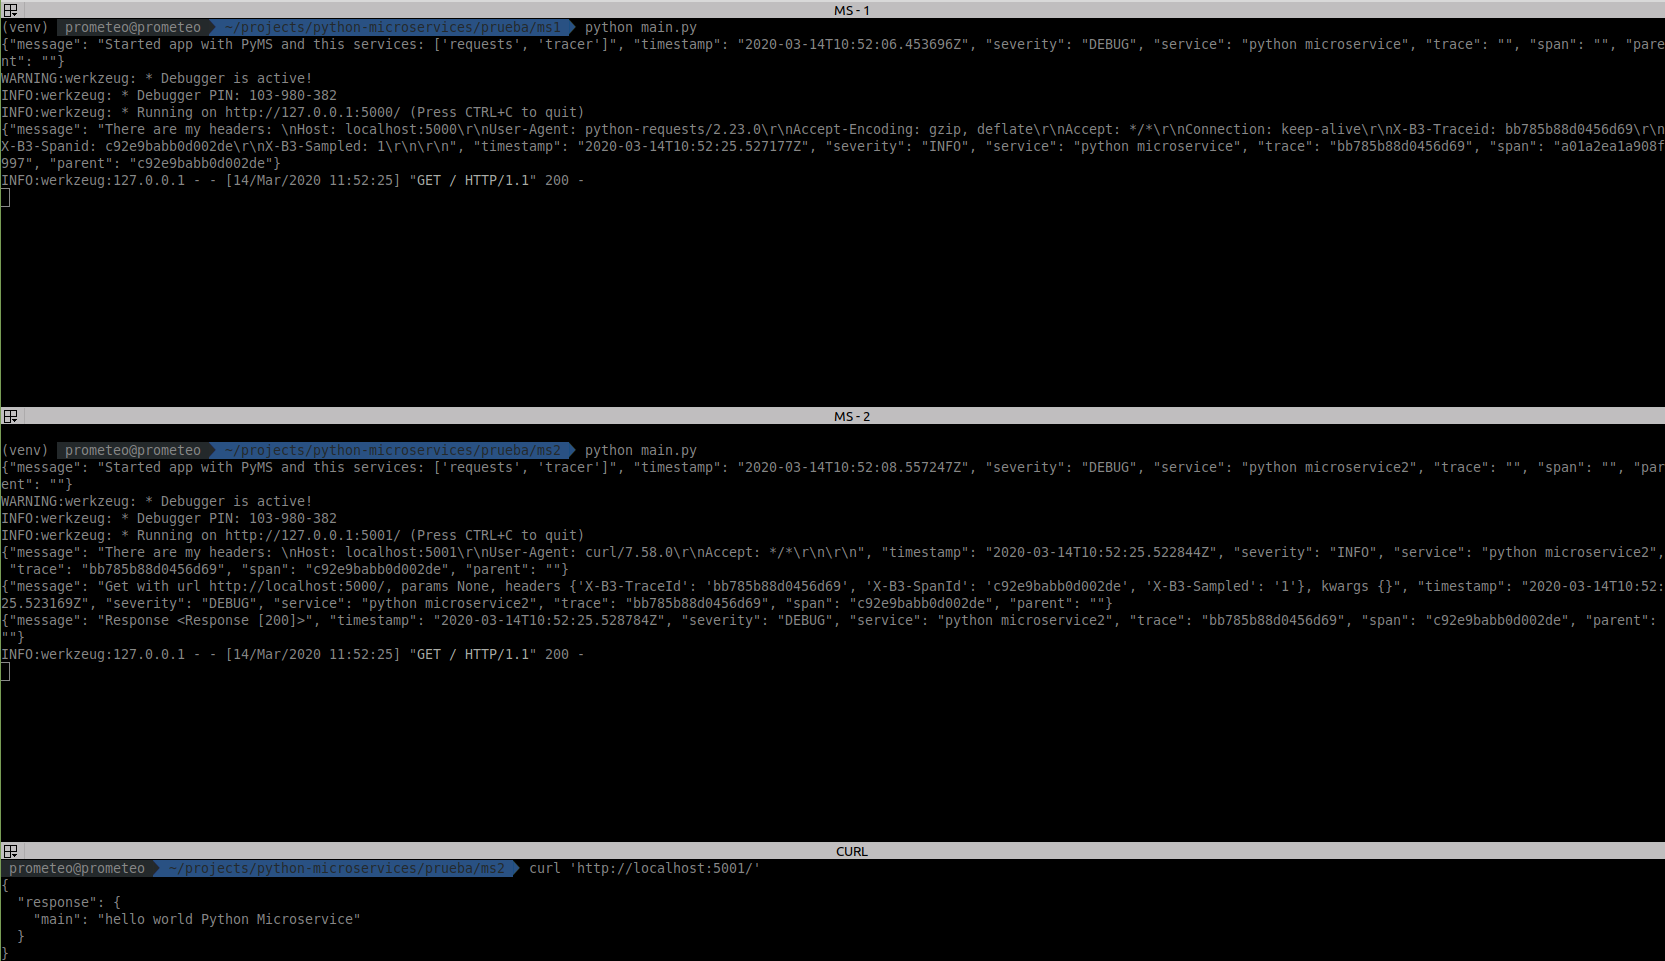 MS-1
(venv) prometeo@prometeo ~/projects/python-microservices/prueba/ms1 python main.py
{"message": "Started app with PyMS and this services: ['requests', 'tracer']", "timestamp": "2020-03-14T10:52:06.453696Z", "severity": "DEBUG", "service": "python microservice", "trace": "", "span": "", "pare
nt": ""}
WARNING:werkzeug: * Debugger is active!
INFO:werkzeug: * Debugger PIN: 103-980-382
INFO:werkzeug: * Running on http://127.0.0.1:5000/ (Press CTRL+C to quit)
{"message": "There are my headers: \nHost: localhost:5000\r\nUser-Agent: python-requests/2.23.0\r\nAccept-Encoding: gzip, deflate\r\nAccept: */*\r\nConnection: keep-alive\r\nX-B3-Traceid: bb785b88d0456d69\r\n
X-B3-Spanid: c92e9babb0d002de\r\nX-B3-Sampled: 1\r\n\r\n", "timestamp": "2020-03-14T10:52:25.527177Z", "severity": "INFO", "service": "python microservice", "trace": "bb785b88d0456d69", "span": "a01a2ea1a908f
997", "parent": "c92e9babb0d002de"}
INFO:werkzeug:127.0.0.1 - - [14/Mar/2020 11:52:25] "GET / HTTP/1.1" 200 -
MS-2
(venv) prometeo@prometeo ~/projects/python-microservices/prueba/ms2 python main.py
{"message": "Started app with PyMS and this services: ['requests', 'tracer']", "timestamp": "2020-03-14T10:52:08.557247Z", "severity": "DEBUG", "service": "python microservice2", "trace": "", "span": "", "par
ent": ""}
WARNING:werkzeug: * Debugger is active!
INFO:werkzeug: * Debugger PIN: 103-980-382
INFO:werkzeug: * Running on http://127.0.0.1:5001/ (Press CTRL+C to quit)
{"message": "There are my headers: \nHost: localhost:5001\r\nUser-Agent: curl/7.58.0\r\nAccept: */*\r\n\r\n", "timestamp": "2020-03-14T10:52:25.522844Z", "severity": "INFO", "service": "python microservice2",
"trace": "bb785b88d0456d69", "span": "c92e9babb0d002de", "parent": ""}
{"message": "Get with url http://localhost:5000/, params None, headers {'X-B3-TraceId': 'bb785b88d0456d69', 'X-B3-SpanId': 'c92e9babb0d002de', 'X-B3-Sampled': '1'}, kwargs {}", "timestamp": "2020-03-14T10:52:
25.523169Z", "severity": "DEBUG", "service": "python microservice2", "trace": "bb785b88d0456d69", "span": "c92e9babb0d002de", "parent": ""}
{"message": "Response <Response [200]>", "timestamp": "2020-03-14T10:52:25.528784Z", "severity": "DEBUG", "service": "python microservice2", "trace": "bb785b88d0456d69", "span": "c92e9babb0d002de", "parent":
""}
INFO:werkzeug:127.0.0.1 - - [14/Mar/2020 11:52:25] "GET / HTTP/1.1" 200 -
CURL
prometeo@prometeo ~/projects/python-microservices/prueba/ms2 curl 'http://localhost:5001/'
{
"response": {
"main": "hello world Python Microservice"
}
}